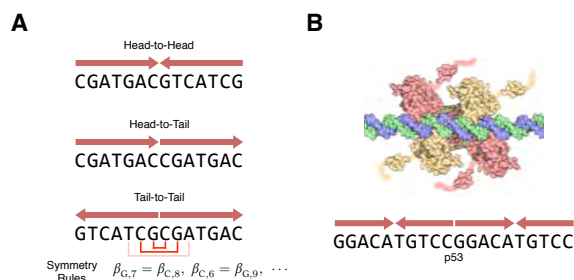 A
Head-to-Head
CGATGACGTCATCG
Head-to-Tail
CGATGACCGATGAC
Tail-to-Tail
GTCATCGCGATGAC
Symmetry Rules
β_{G,7} = β_{C,8}, β_{C,6} = β_{G,9}, ⋯
B
GGACATGTCCGGACATGTCC
p53